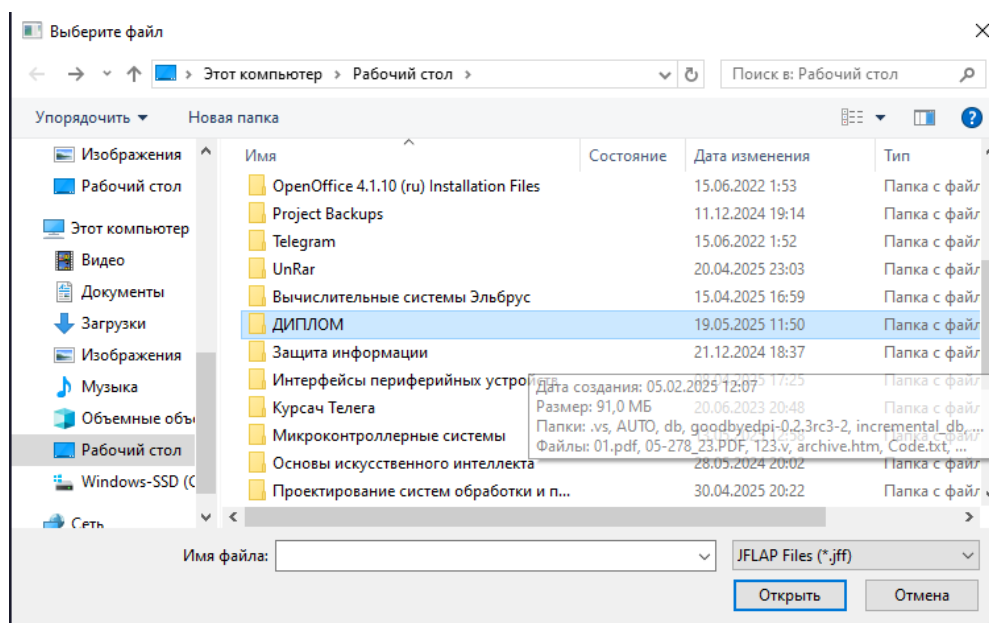 Выберите файл
Этот компьютер > Рабочий стол >
Поиск в: Рабочий стол
Упорядочить
Новая папка
Имя
Состояние
Дата изменения
Тип
Изображения
Рабочий стол
Этот компьютер
Видео
Документы
Загрузки
Изображения
Музыка
Объемные объ
Рабочий стол
Windows-SSD (C
Сеть
OpenOffice 4.1.10 (ru) Installation Files 15.06.2022 1:53 Папка с файл
Project Backups 11.12.2024 19:14 Папка с файл
Telegram 15.06.2022 1:52 Папка с файл
UnRar 20.04.2025 23:03 Папка с файл
Вычислительные системы Эльбрус 15.04.2025 16:59 Папка с файл
ДИПЛОМ 19.05.2025 11:50 Папка с файл
Защита информации 21.12.2024 18:37 Папка с файл
Интерфейсы периферийных устройств 17:25 Папка с файл
Курсач Телега 20.06.2023 20:48 Папка с файл
Микроконтроллерные системы
Основы искусственного интеллекта 28.05.2024 20:02 Папка с файл
Проектирование систем обработки и п... 30.04.2025 20:22 Папка с файл
Дата создания: 05.02.2025 12:07
Размер: 91,0 МБ
Папки: .vs, AUTO, db, goodbyedpi-0.2.3rc3-2, incremental_db, ...
Файлы: 01.pdf, 05-278_23.PDF, 123.v, archive.htm, Code.txt, ...
Имя файла:
JFLAP Files (*.jff)
Открыть
Отмена